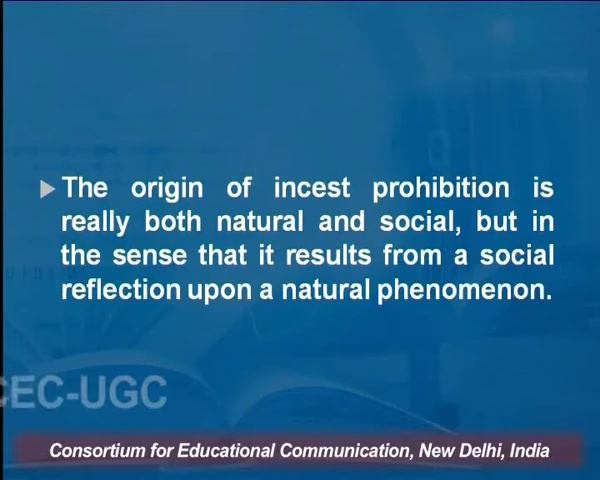 The origin of incest prohibition is
really both natural and social, but in
the sense that it results from a social
reflection upon a natural phenomenon.
CEC-UGC
Consortium for Educational Communication, New Delhi, India